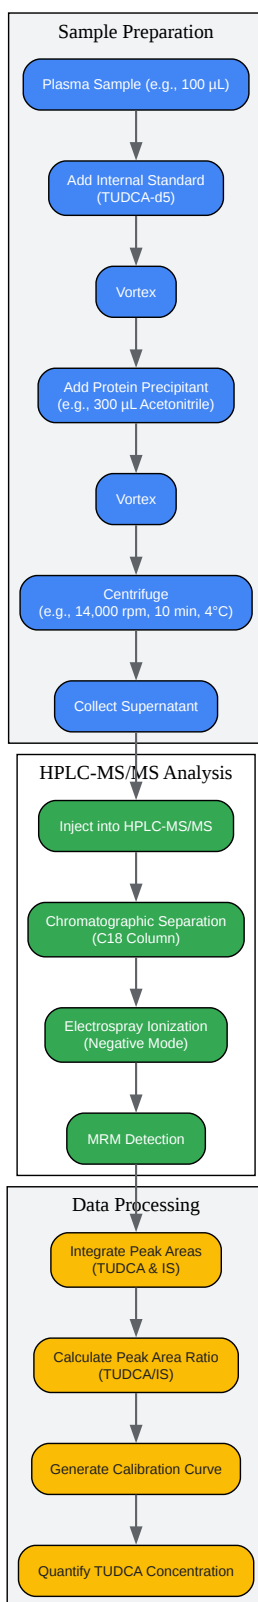 Sample Preparation
Plasma Sample (e.g., 100 µL)
Add Internal Standard
(TUDCA-d5)
Vortex
Add Protein Precipitant
(e.g., 300 µL Acetonitrile)
Vortex
Centrifuge
(e.g., 14,000 rpm, 10 min, 4°C)
Collect Supernatant
HPLC-MS/MS Analysis
Inject into HPLC-MS/MS
Chromatographic Separation
(C18 Column)
Electrospray Ionization
(Negative Mode)
MRM Detection
Data Processing
Integrate Peak Areas
(TUDCA & IS)
Calculate Peak Area Ratio
(TUDCA/IS)
Generate Calibration Curve
Quantify TUDCA Concentration